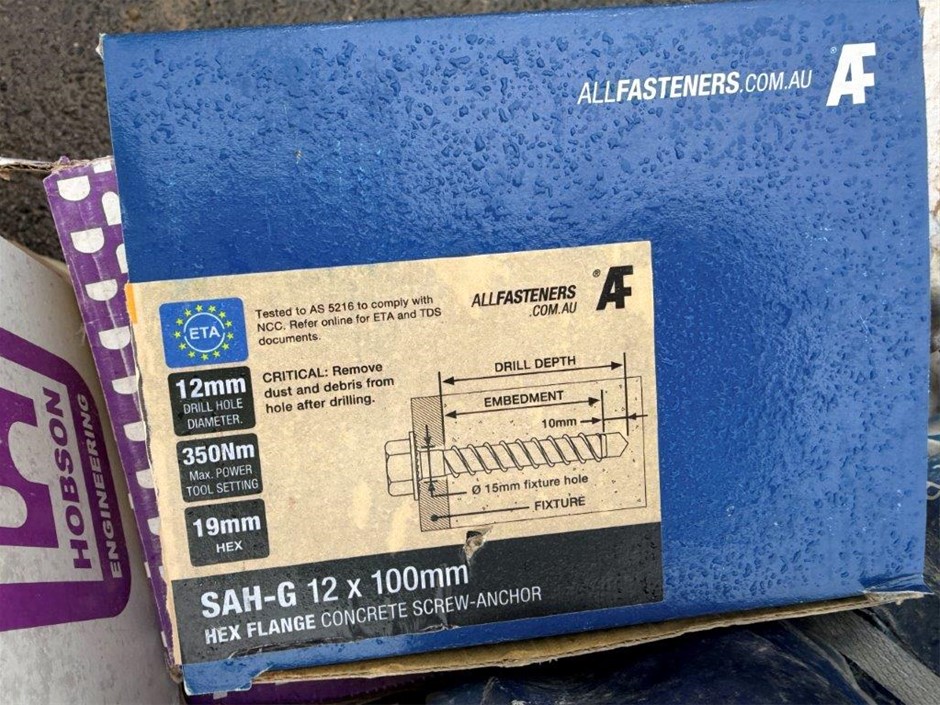 ALLFASTENERS.COM.AU
® AF
ETA
Tested to AS 5216 to comply with
NCC. Refer online for ETA and TDS
documents.
ALLFASTENERS
.COM.AU
® AF
12mm
DRILL HOLE
DIAMETER.
CRITICAL: Remove
dust and debris from
hole after drilling.
350Nm
Max. POWER
TOOL SETTING
19mm
HEX
DRILL DEPTH
EMBEDMENT
10mm
Ø 15mm fixture hole
FIXTURE
SAH-G 12 x 100mm
HEX FLANGE CONCRETE SCREW-ANCHOR
HOBSON
ENGINEERING